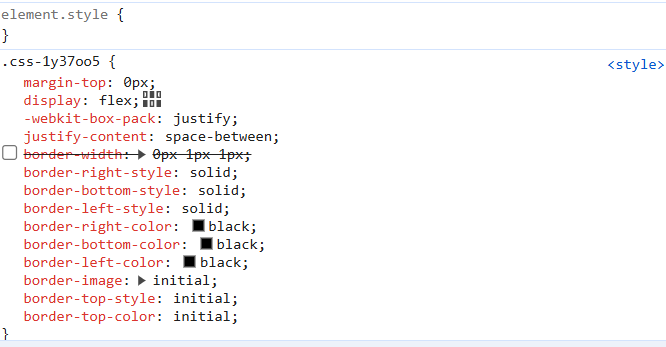 element.style {
}
.css-1y37oo5 {
<style>
margin-top: 0px;
display: flex;
-webkit-box-pack: justify;
justify-content: space-between;
border-width: 0px 1px 1px;
border-right-style: solid;
border-bottom-style: solid;
border-left-style: solid;
border-right-color: black;
border-bottom-color: black;
border-left-color: black;
border-image: initial;
border-top-style: initial;
border-top-color: initial;
}